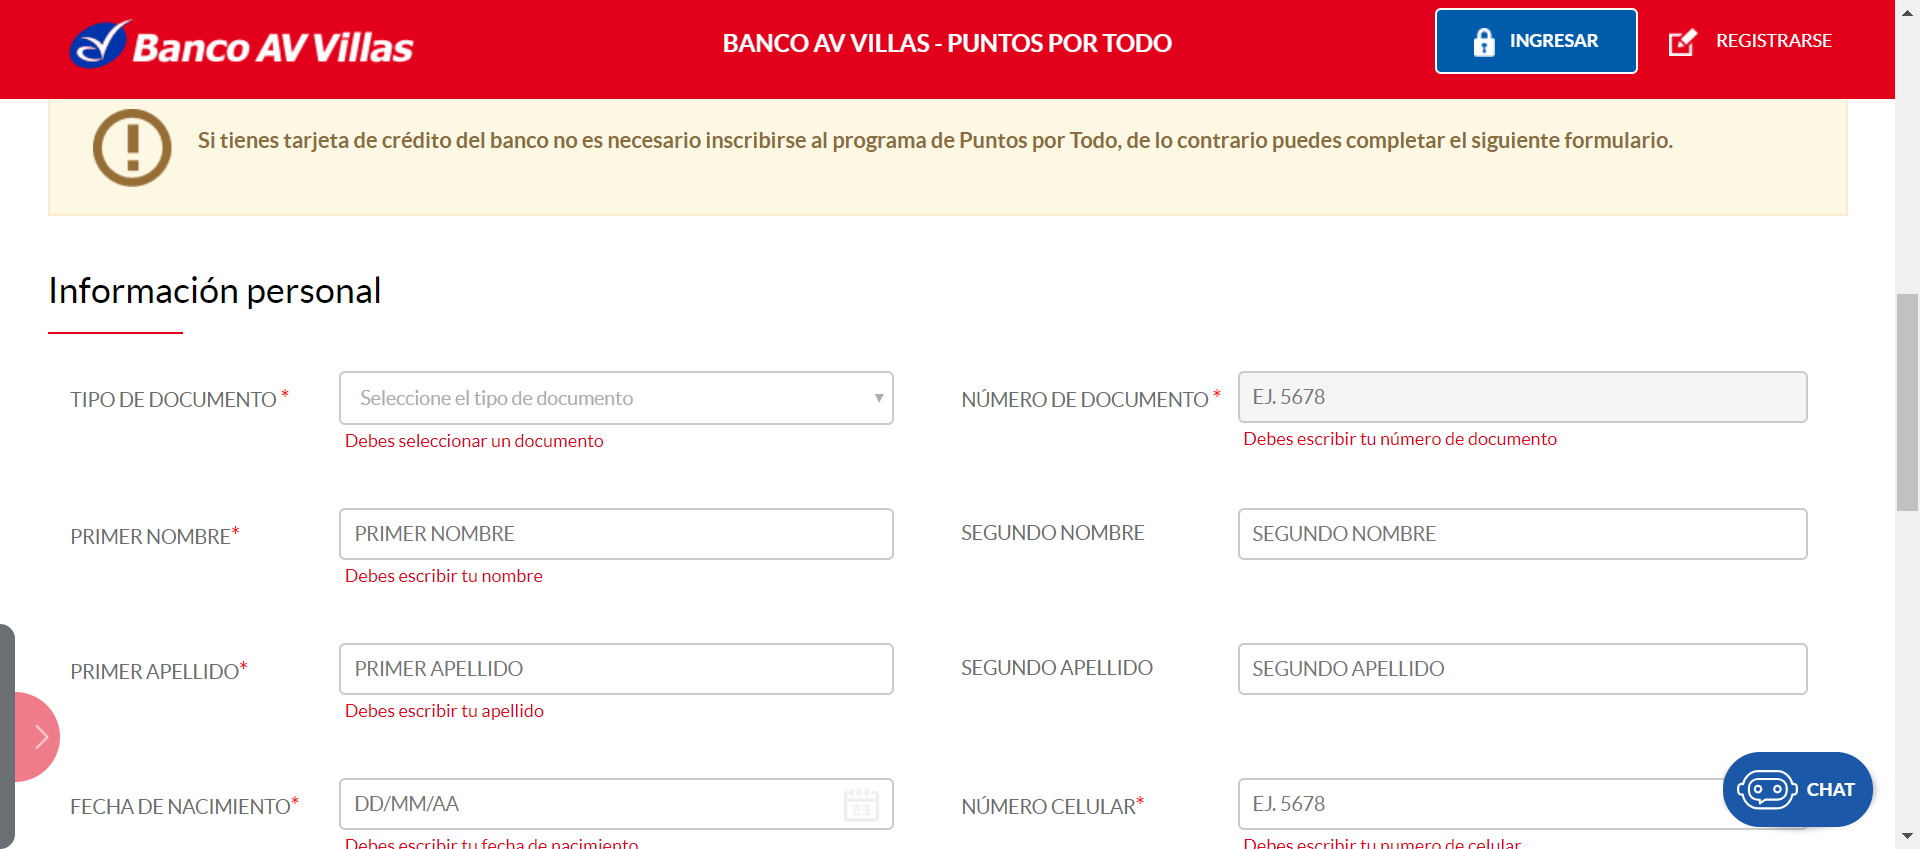 Banco AV Villas
BANCO AV VILLAS - PUNTOS POR TODO
INGRESAR
REGISTRARSE
Si tienes tarjeta de crédito del banco no es necesario inscribirse al programa de Puntos por Todo, de lo contrario puedes completar el siguiente formulario.
Información personal
TIPO DE DOCUMENTO *
Seleccione el tipo de documento
Debes seleccionar un documento
NÚMERO DE DOCUMENTO *
EJ. 5678
Debes escribir tu número de documento
PRIMER NOMBRE*
PRIMER NOMBRE
Debes escribir tu nombre
SEGUNDO NOMBRE
SEGUNDO NOMBRE
PRIMER APELLIDO*
PRIMER APELLIDO
Debes escribir tu apellido
SEGUNDO APELLIDO
SEGUNDO APELLIDO
FECHA DE NACIMIENTO*
DD/MM/AA
23
Debes escribir tu fecha de nacimiento
NÚMERO CELULAR*
EJ. 5678
Debes escribir tu numero de celular
CHAT